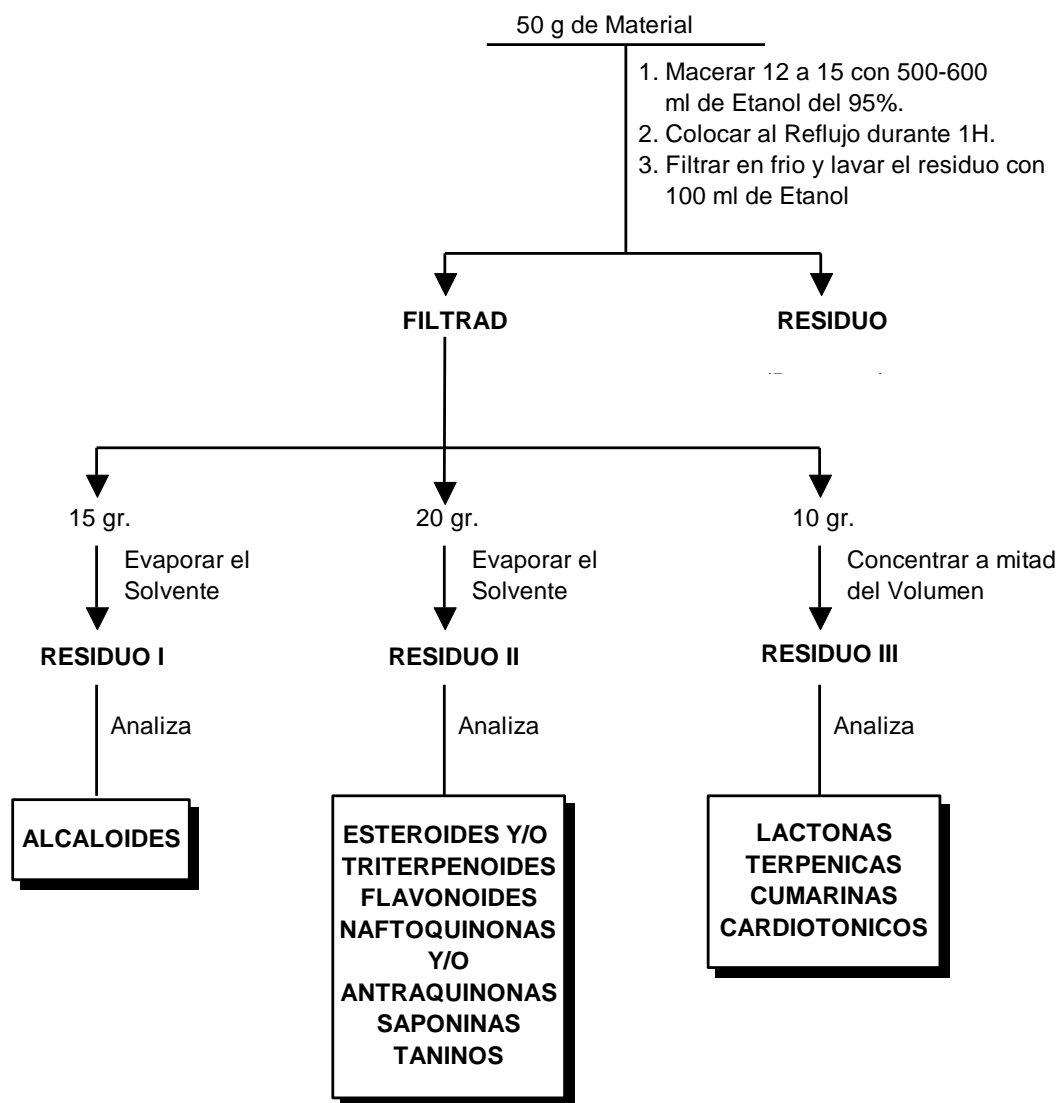 50 g de Material
1. Macerar 12 a 15 con 500-600
ml de Etanol del 95%.
2. Colocar al Reflujo durante 1H.
3. Filtrar en frio y lavar el residuo con
100 ml de Etanol
FILTRAD
RESIDUO
15 gr.
20 gr.
10 gr.
Evaporar el
Solvente
Evaporar el
Solvente
Concentrar a mitad
del Volumen
RESIDUO I
RESIDUO II
RESIDUO III
Analiza
Analiza
Analiza
ALCALOIDES
ESTEROIDES Y/O
TRITERPENOIDES
FLAVONOIDES
NAFTOQUINONAS
Y/O
ANTRAQUINONAS
SAPONINAS
TANINOS
LACTONAS
TERPENICAS
CUMARINAS
CARDIOTONICOS